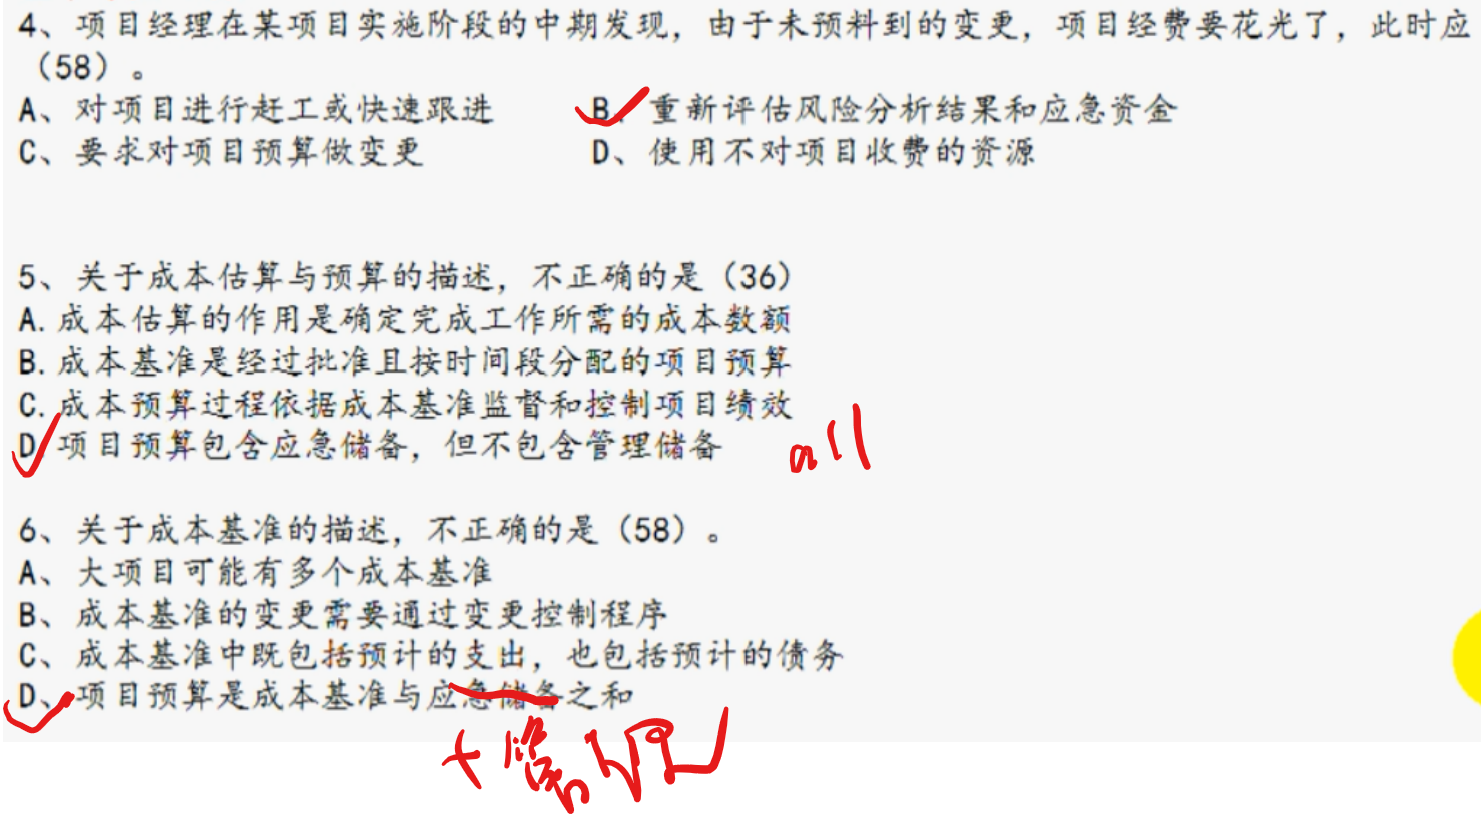 4、项目经理在某项目实施阶段的中期发现，由于未预料到的变更，项目经费要花光了，此时应
（58）。
A、对项目进行赶工或快速跟进 B、重新评估风险分析结果和应急资金
C、要求对项目预算做变更 D、使用不对项目收费的资源
5、关于成本估算与预算的描述，不正确的是（36）
A.成本估算的作用是确定完成工作所需的成本数额
B.成本基准是经过批准且按时间段分配的项目预算
C.成本预算过程依据成本基准监督和控制项目绩效
D 项目预算包含应急储备，但不包含管理储备
all
6、关于成本基准的描述，不正确的是（58）。
A、大项目可能有多个成本基准
B、成本基准的变更需要通过变更控制程序
C、成本基准中既包括预计的支出，也包括预计的债务
D、项目预算是成本基准与应急储备之和